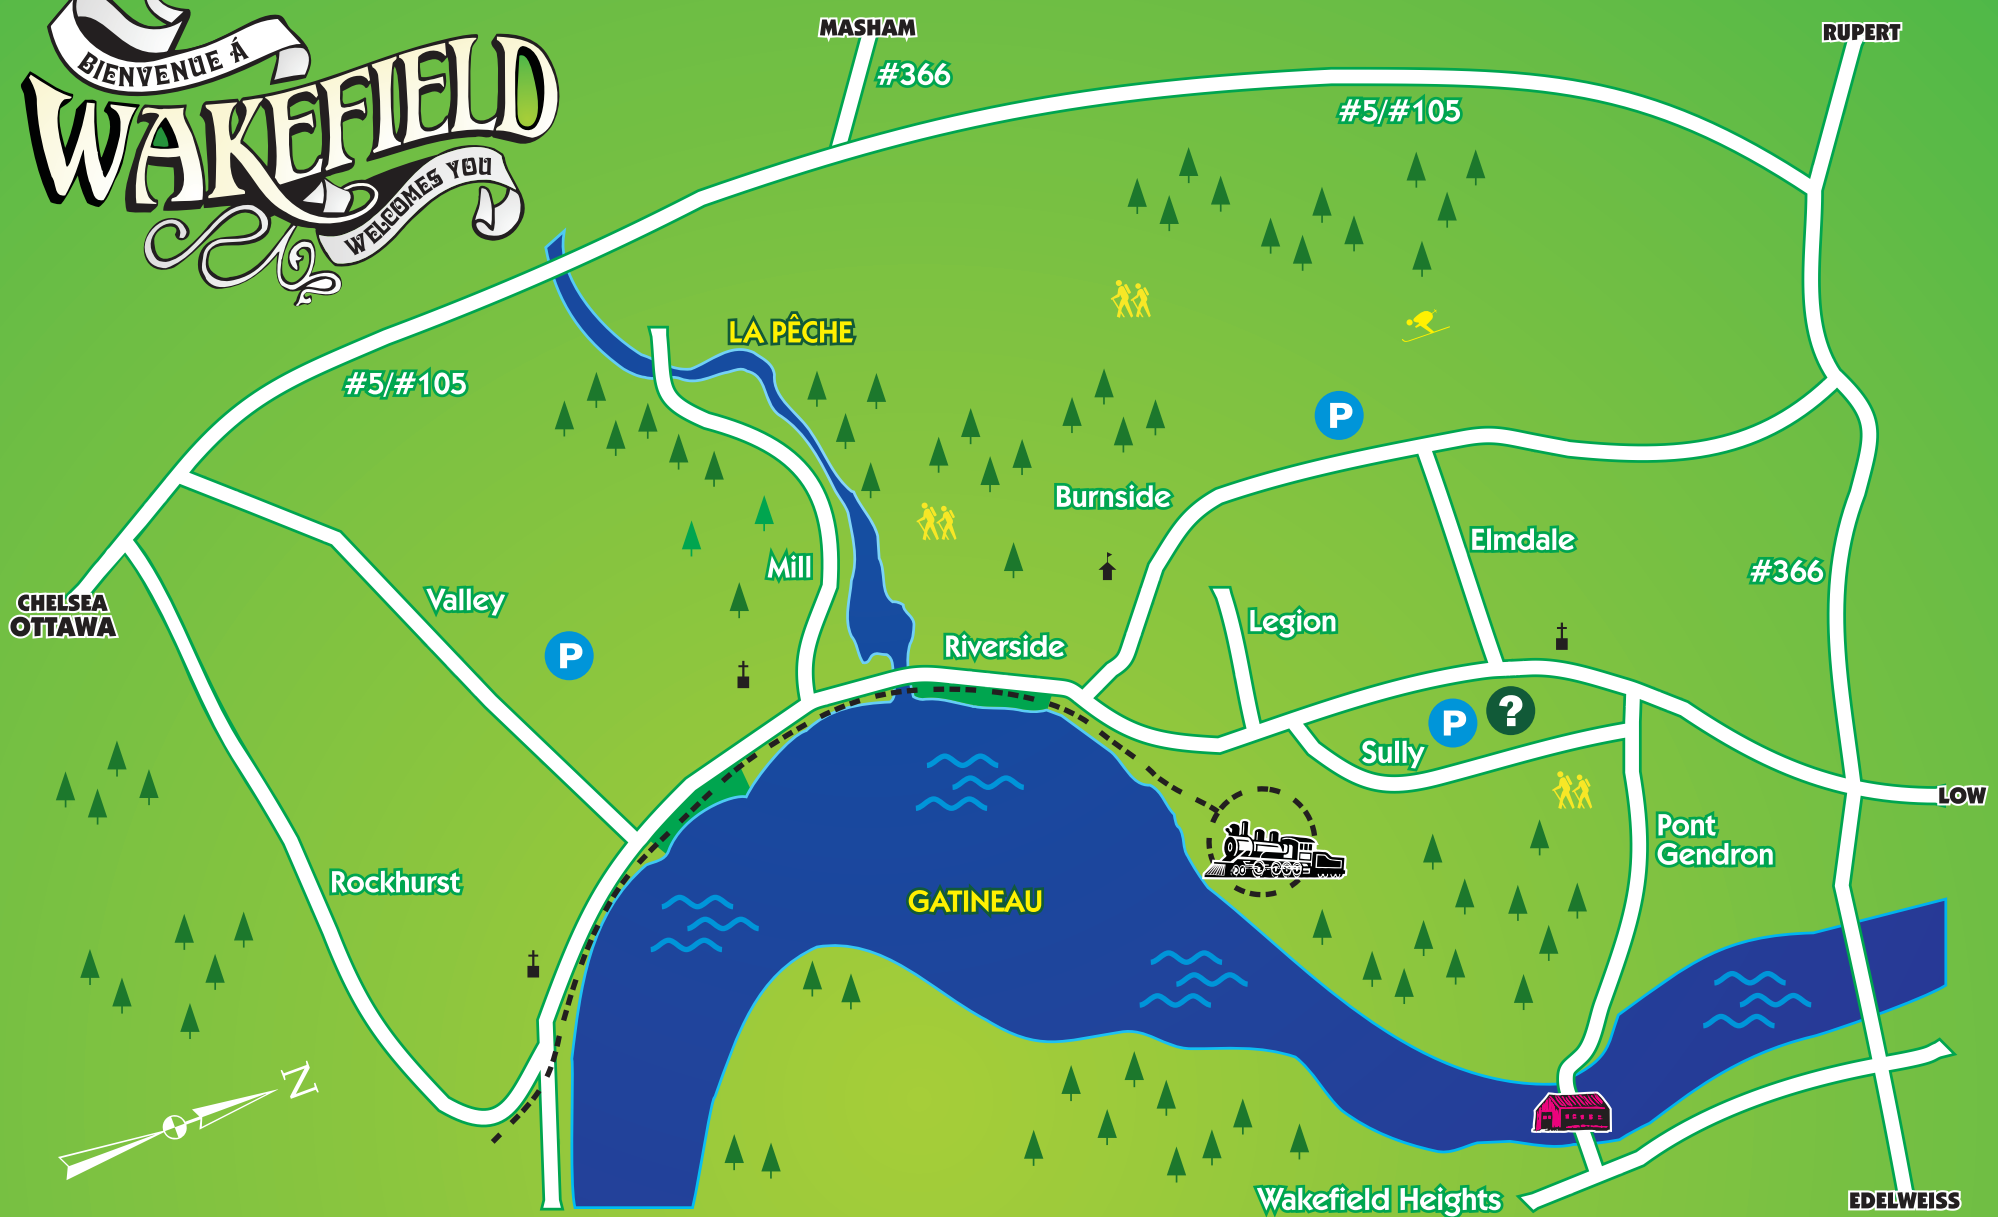 BIENVENUE Á
WAKEFIELD
WELCOMES YOU
MASHAM
#366
RUPERT
#5/#105
LA PÊCHE
#5/#105
P
Burnside
Elmdale
Mill
#366
Valley
CHELSEA
OTTAWA
Legion
P
Riverside
P
?
Sully
LOW
Pont
Gendron
Rockhurst
GATINEAU
N
Wakefield Heights
EDELWEISS